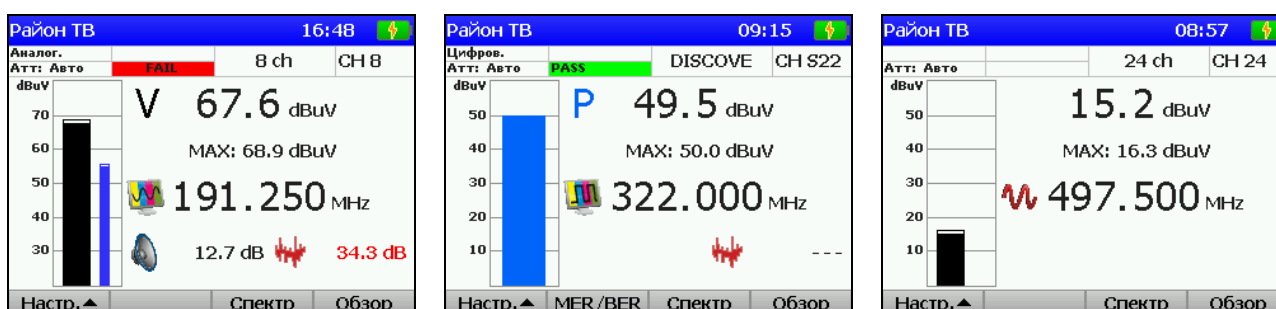 Район ТВ 16:48
Аналог.
Атт: Авто FAIL 8 ch CH 8
dBuV
70
60
50
40
30
V 67.6 dBuV
MAX: 68.9 dBuV
191.250 MHz
12.7 dB 34.3 dB
Настр. Спектр Обзор
Район ТВ 09:15
Цифров.
Атт: Авто PASS DISCOVE CH S22
dBuV
50
40
30
20
10
P 49.5 dBuV
MAX: 50.0 dBuV
322.000 MHz
---
Настр. MER/BER Спектр Обзор
Район ТВ 08:57
Атт: Авто 24 ch CH 24
dBuV
50
40
30
20
10
15.2 dBuV
MAX: 16.3 dBuV
497.500 MHz
Настр. Спектр Обзор